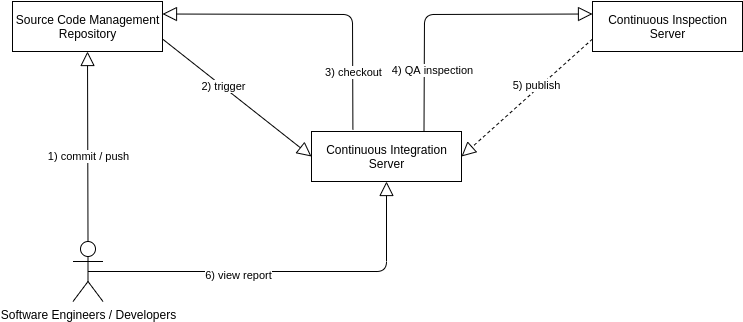 Source Code Management
Repository
Continuous Inspection
Server
3) checkout
4) QA inspection
2) trigger
5) publish
Continuous Integration
Server
1) commit / push
6) view report
Software Engineers / Developers